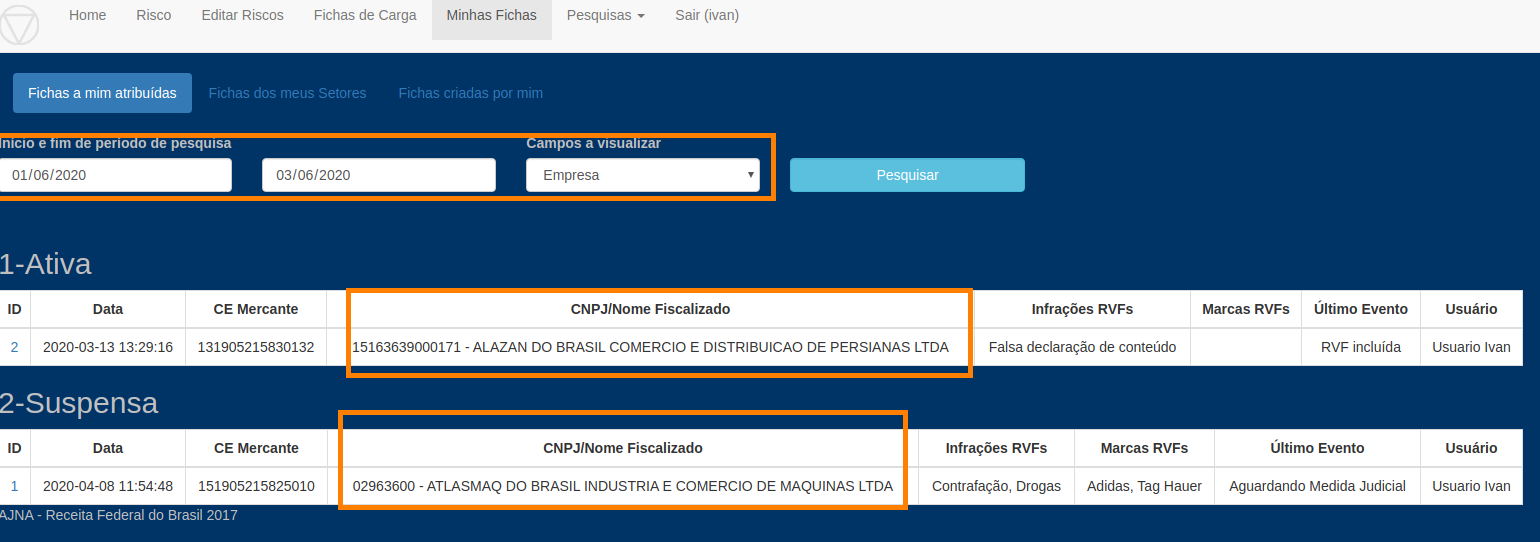 Home Risco Editar Riscos Fichas de Carga Minhas Fichas Pesquisas Sair (ivan)
Fichas a mim atribuídas Fichas dos meus Setores Fichas criadas por mim
Início e fim de período de pesquisa Campos a visualizar
01/06/2020 03/06/2020 Empresa Pesquisar
1-Ativa
ID Data CE Mercante CNPJ/Nome Fiscalizado Infrações RVFs Marcas RVFs Último Evento Usuário
2 2020-03-13 13:29:16 131905215830132 15163639000171 - ALAZAN DO BRASIL COMERCIO E DISTRIBUICAO DE PERSIANAS LTDA Falsa declaração de conteúdo RVF incluída Usuario Ivan
2-Suspensa
ID Data CE Mercante CNPJ/Nome Fiscalizado Infrações RVFs Marcas RVFs Último Evento Usuário
1 2020-04-08 11:54:48 151905215825010 02963600 - ATLASMAQ DO BRASIL INDUSTRIA E COMERCIO DE MAQUINAS LTDA Contrafação, Drogas Adidas, Tag Hauer Aguardando Medida Judicial Usuario Ivan
AJNA - Receita Federal do Brasil 2017